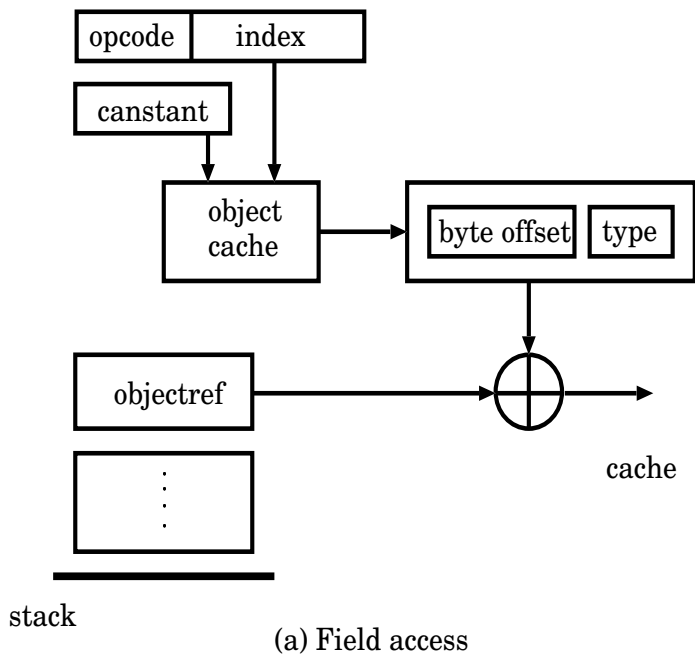 opcode index
canstant
object
cache
byte offset type
objectref
cache
stack
(a) Field access